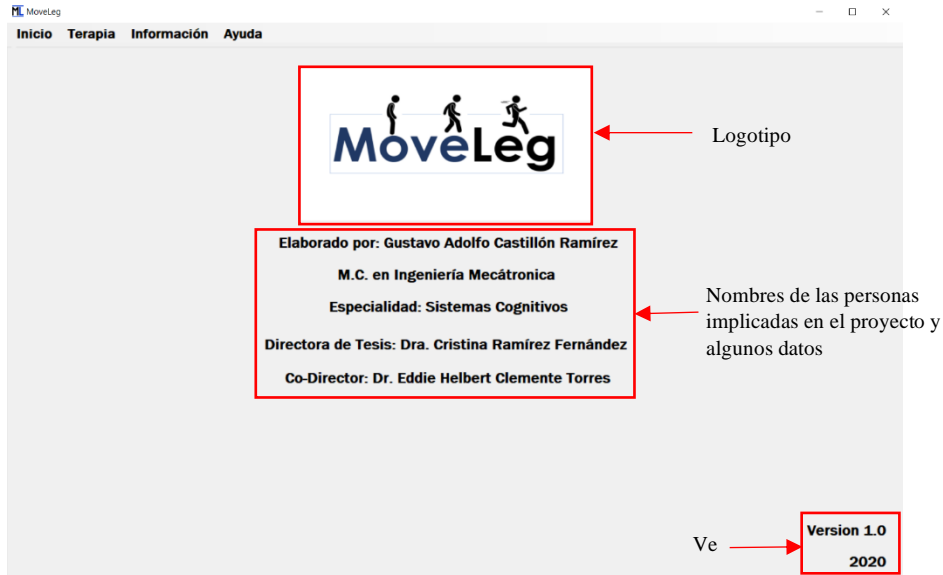 MoveLeg
Inicio Terapia Información Ayuda
MoveLeg
Logotipo
Elaborado por: Gustavo Adolfo Castillón Ramírez
M.C. en Ingeniería Mecátronica
Especialidad: Sistemas Cognitivos
Directora de Tesis: Dra. Cristina Ramírez Fernández
Co-Director: Dr. Eddie Helbert Clemente Torres
Nombres de las personas
implicadas en el proyecto y
algunos datos
Ve
Version 1.0
2020